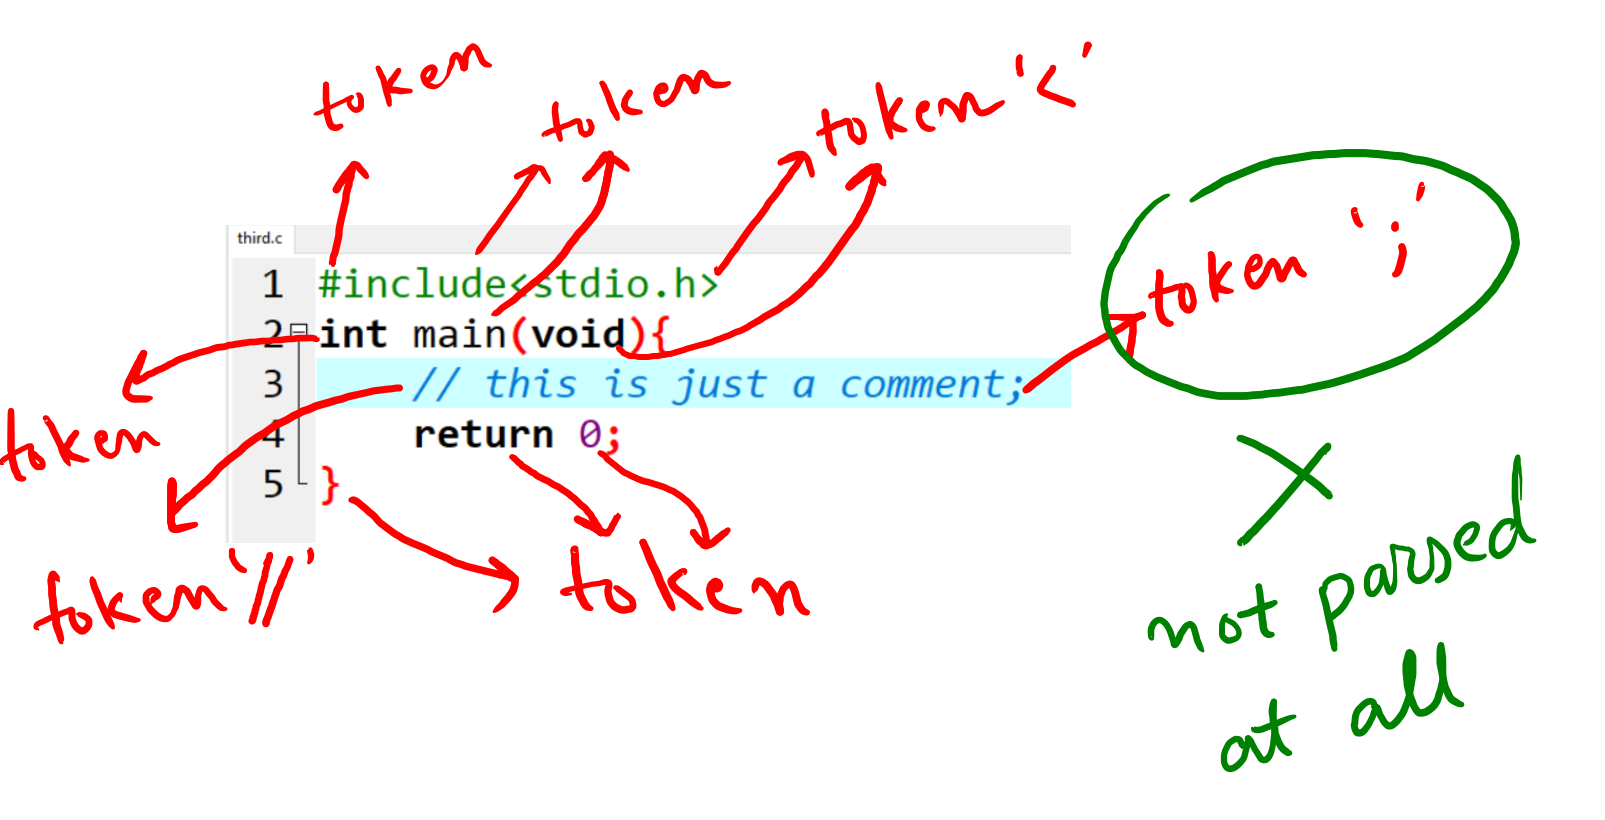 token
token
token '<'
token ';'
third.c
1 #include<stdio.h>
2 int main(void){
3 // this is just a comment;
4 return 0;
5 }
token
token '//'
token
not parsed
at all